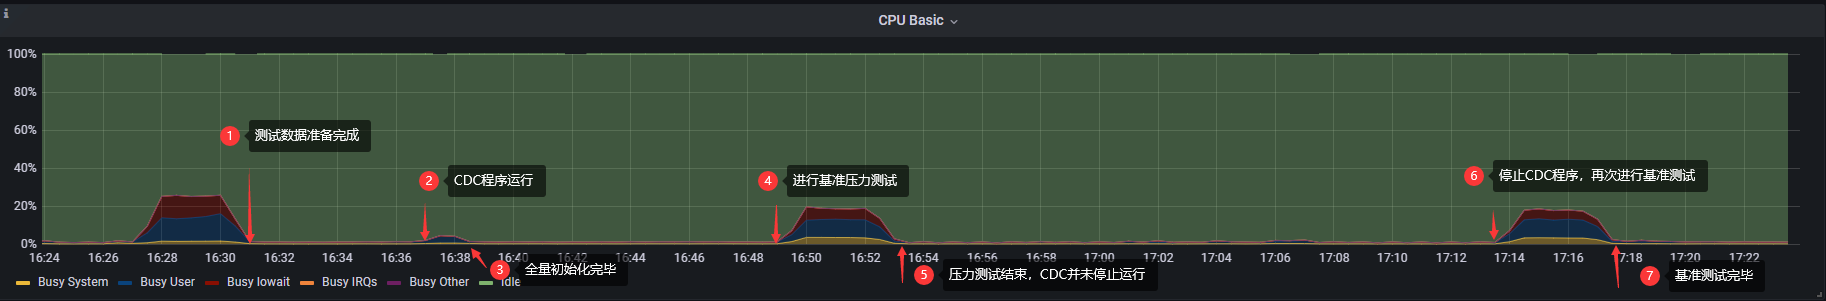 i
CPU Basic
100%
80%
60%
40%
20%
0%
1 测试数据准备完成
2 CDC程序运行
3 全量初始化完毕
4 进行基准压力测试
5 压力测试结束，CDC并未停止运行
6 停止CDC程序，再次进行基准测试
7 基准测试完毕
16:24 16:26 16:28 16:30 16:32 16:34 16:36 16:38 16:40 16:42 16:44 16:46 16:48 16:50 16:52 16:54 16:56 16:58 17:00 17:02 17:04 17:06 17:08 17:10 17:12 17:14 17:16 17:18 17:20 17:22
Busy System Busy User Busy Iowait Busy IRQs Busy Other Idle